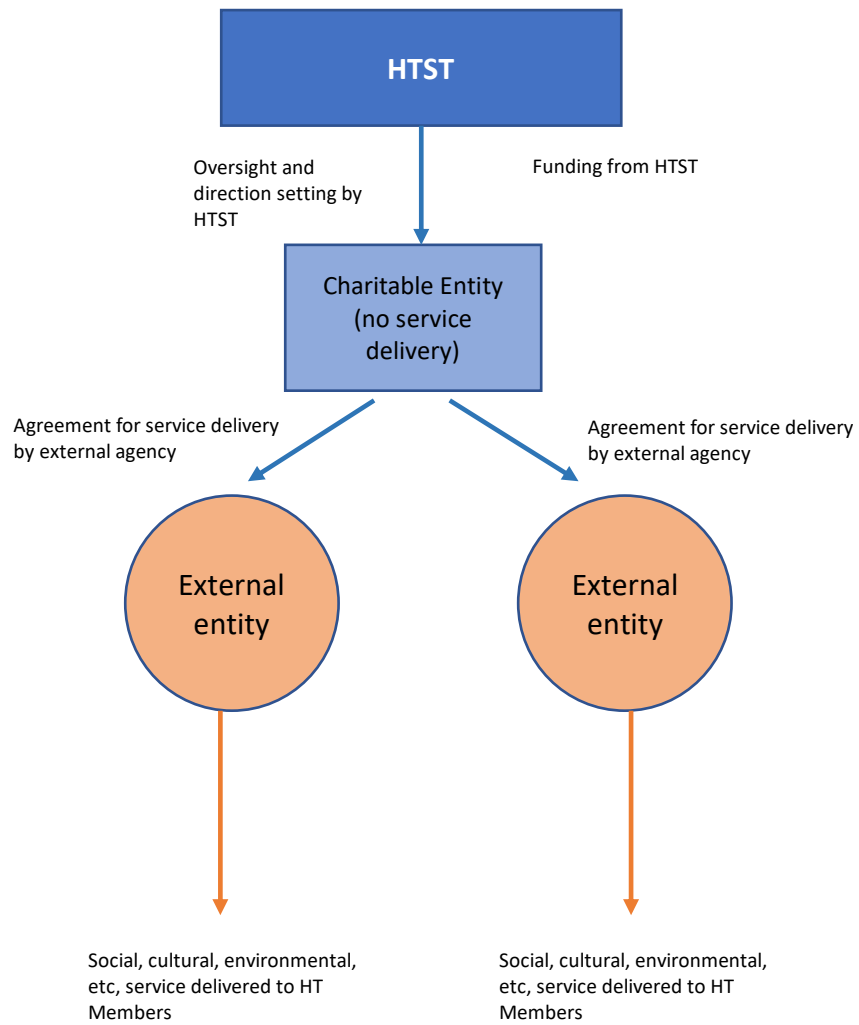 HTST
Oversight and
direction setting by
HTST
Funding from HTST
Charitable Entity
(no service
delivery)
Agreement for service delivery
by external agency
Agreement for service delivery
by external agency
External
entity
External
entity
Social, cultural, environmental,
etc, service delivered to HT
Members
Social, cultural, environmental,
etc, service delivered to HT
Members